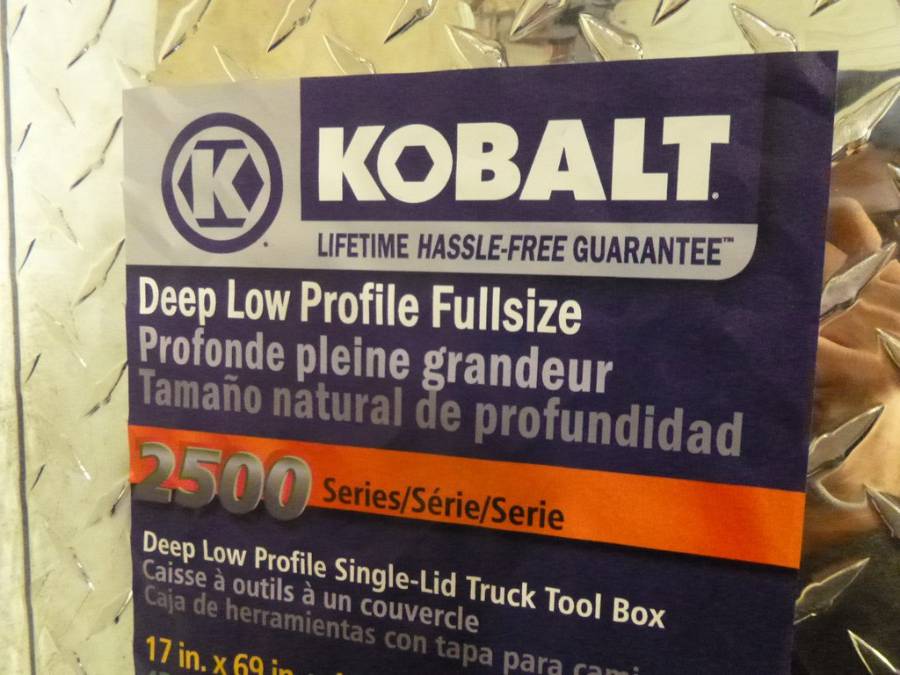 K
KOBALT
LIFETIME HASSLE-FREE GUARANTEE™
Deep Low Profile Fullsize
Profonde pleine grandeur
Tamaño natural de profundidad
2500 Series/Série/Serie
Deep Low Profile Single-Lid Truck Tool Box
Caisse à outils à un couvercle
Caja de herramientas con tapa para
17 in. x 69 in.